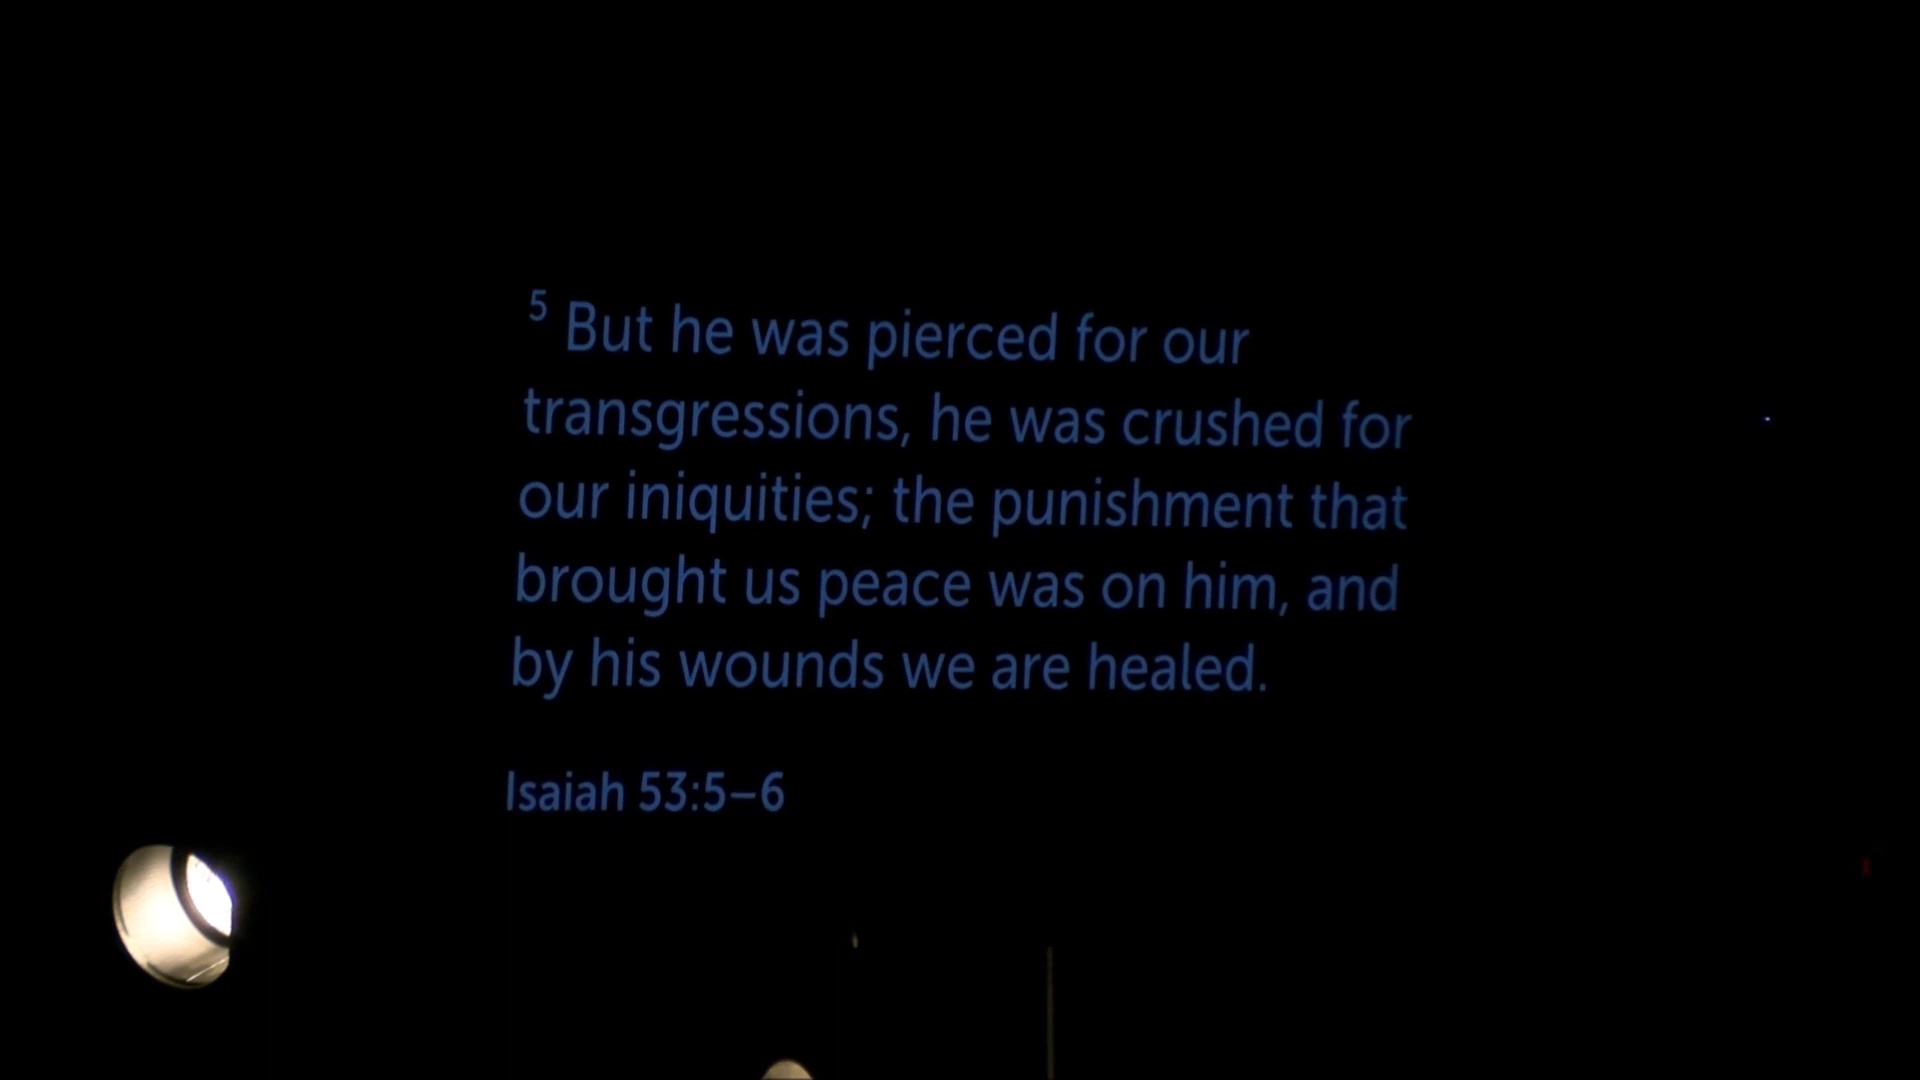 5 But he was pierced for our
transgressions, he was crushed for
our iniquities; the punishment that
brought us peace was on him, and
by his wounds we are healed.
Isaiah 53:5–6